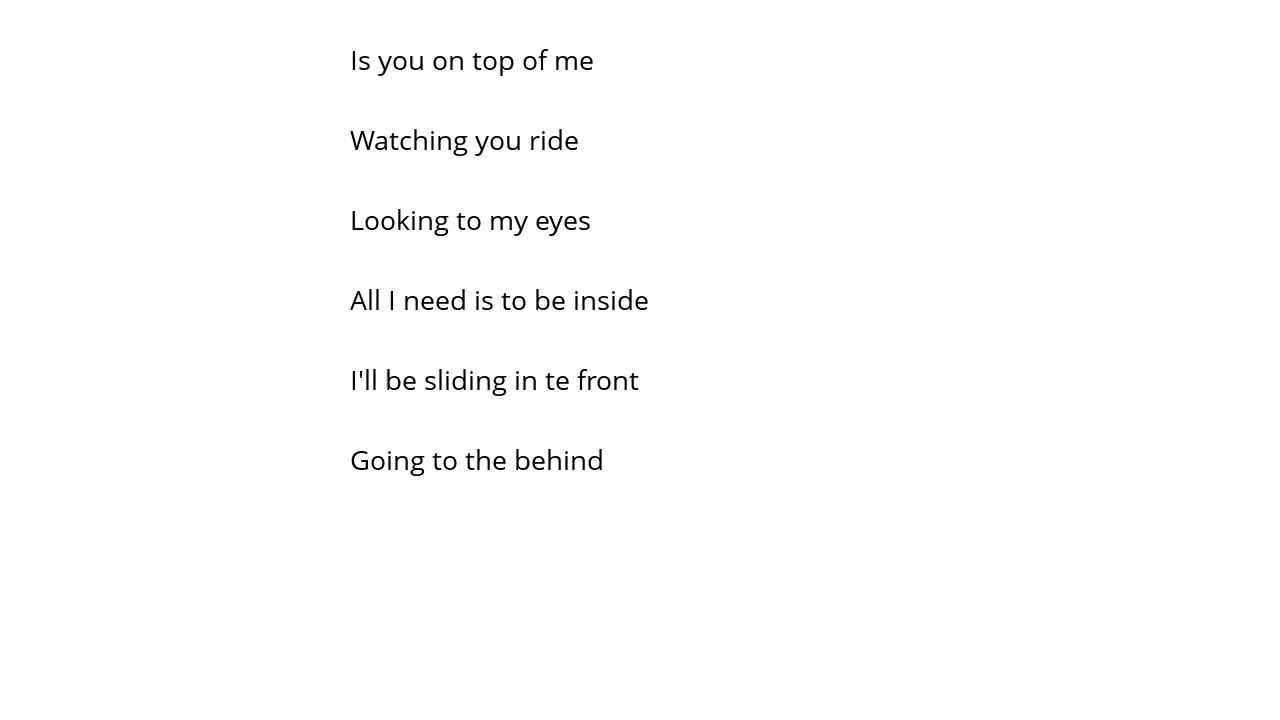 Is you on top of me
Watching you ride
Looking to my eyes
All I need is to be inside
I'll be sliding in te front
Going to the behind